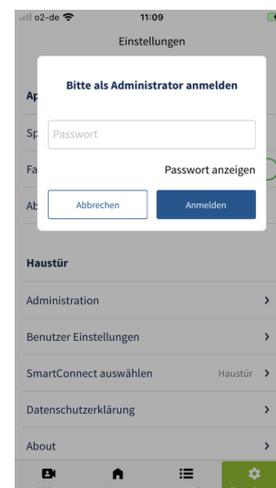 o2-de 11:09
Einstellungen
Bitte als Administrator anmelden
Ap
Sp
Passwort
Fa
Passwort anzeigen
Ab
Abbrechen Anmelden
Haustür
Administration
Benutzer Einstellungen
SmartConnect auswählen Haustür
Datenschutzerklärung
About